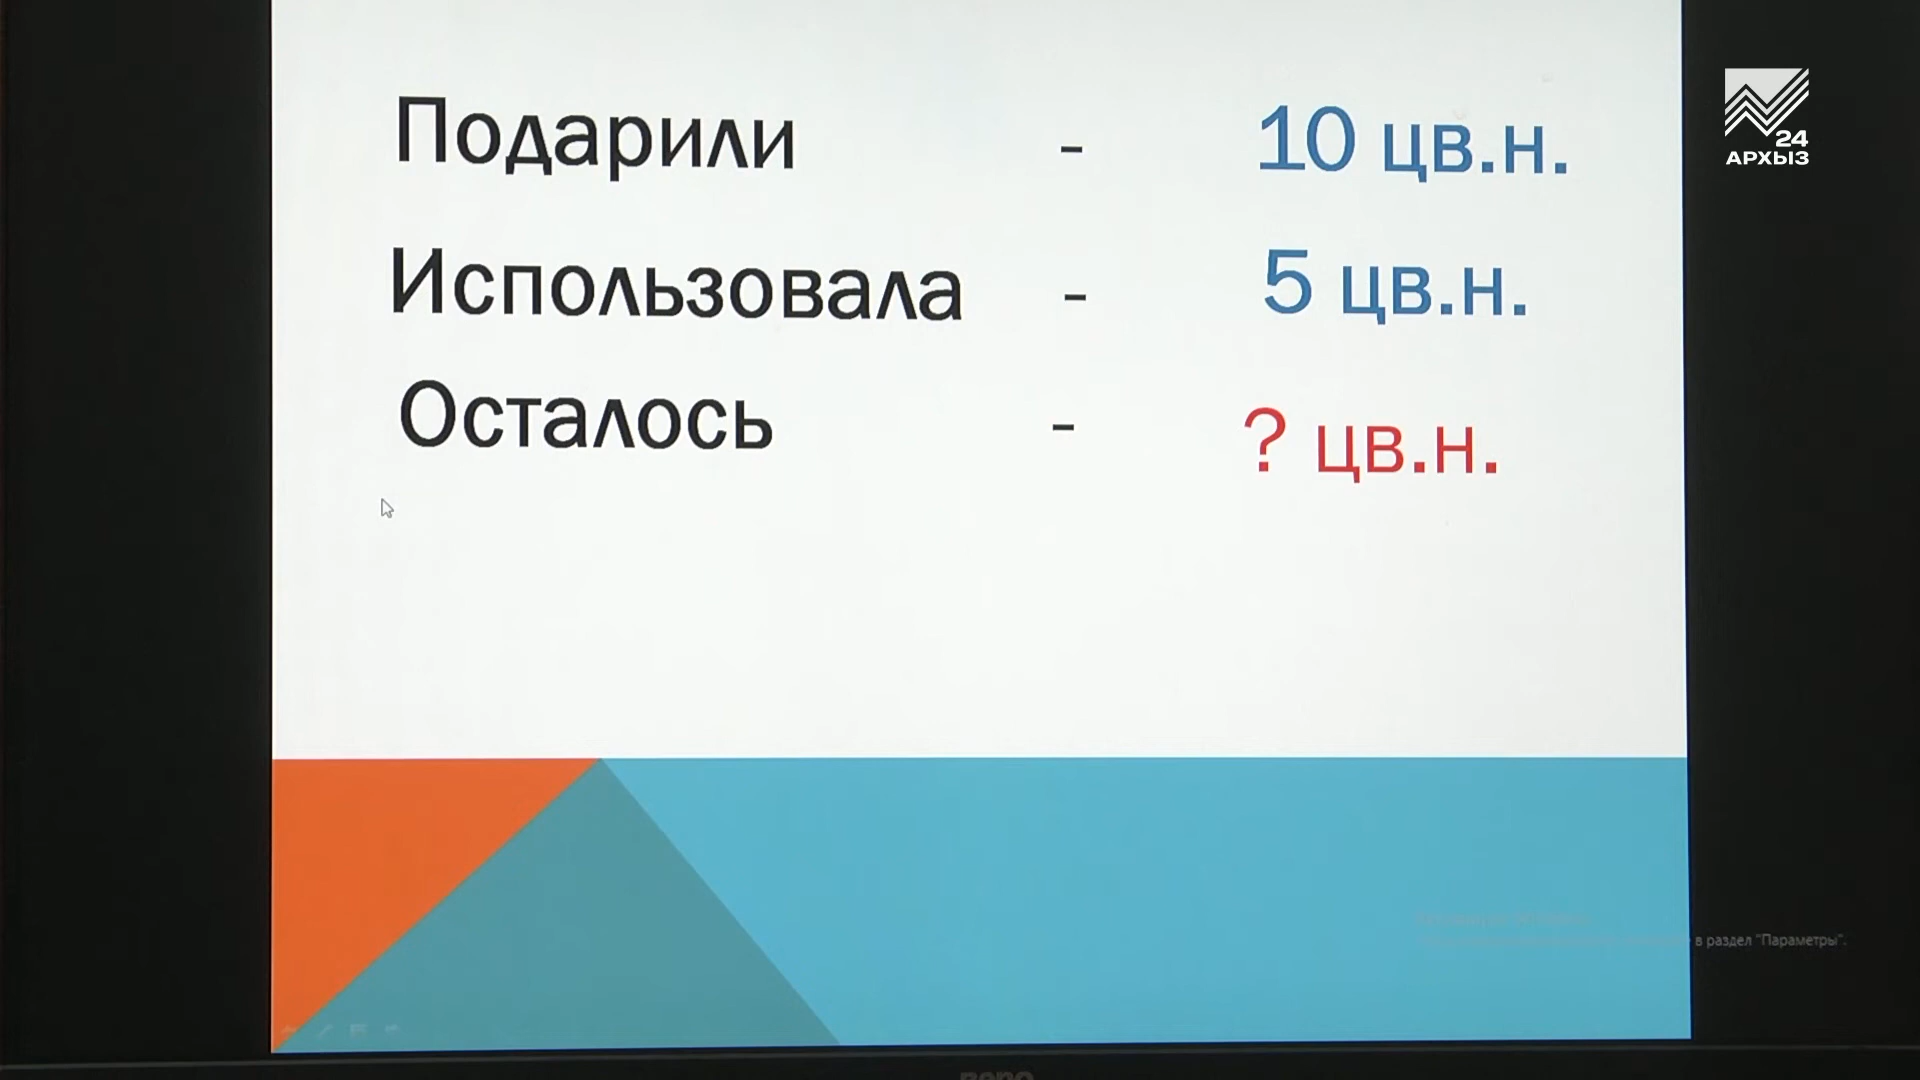 Подарили - 10 цв.н.
Использовала - 5 цв.н.
Осталось - ? цв.н.
24
АРХЫЗ
в раздел "Параметры".